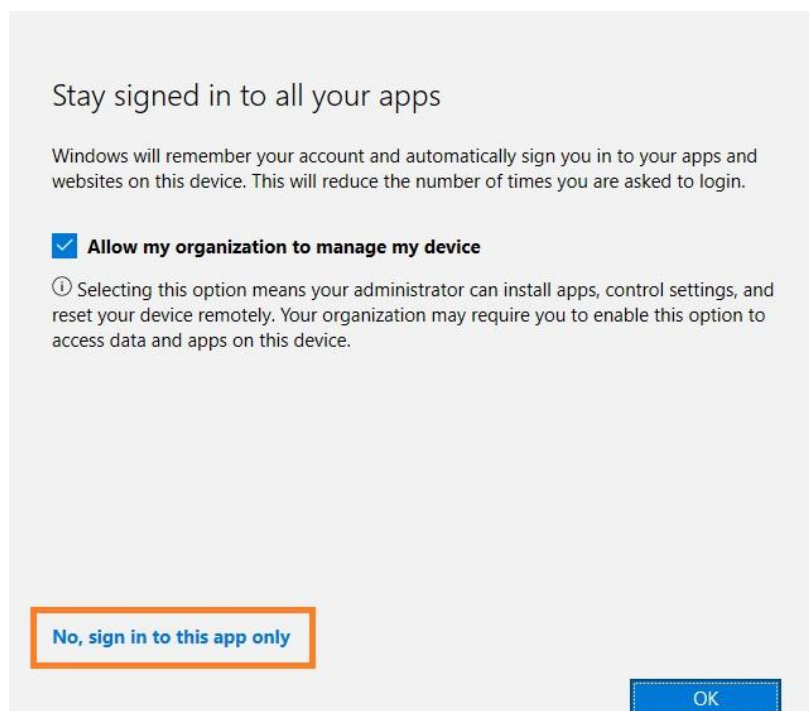 Stay signed in to all your apps
Windows will remember your account and automatically sign you in to your apps and
websites on this device. This will reduce the number of times you are asked to login.
Allow my organization to manage my device
ⓘ Selecting this option means your administrator can install apps, control settings, and
reset your device remotely. Your organization may require you to enable this option to
access data and apps on this device.
No, sign in to this app only
OK